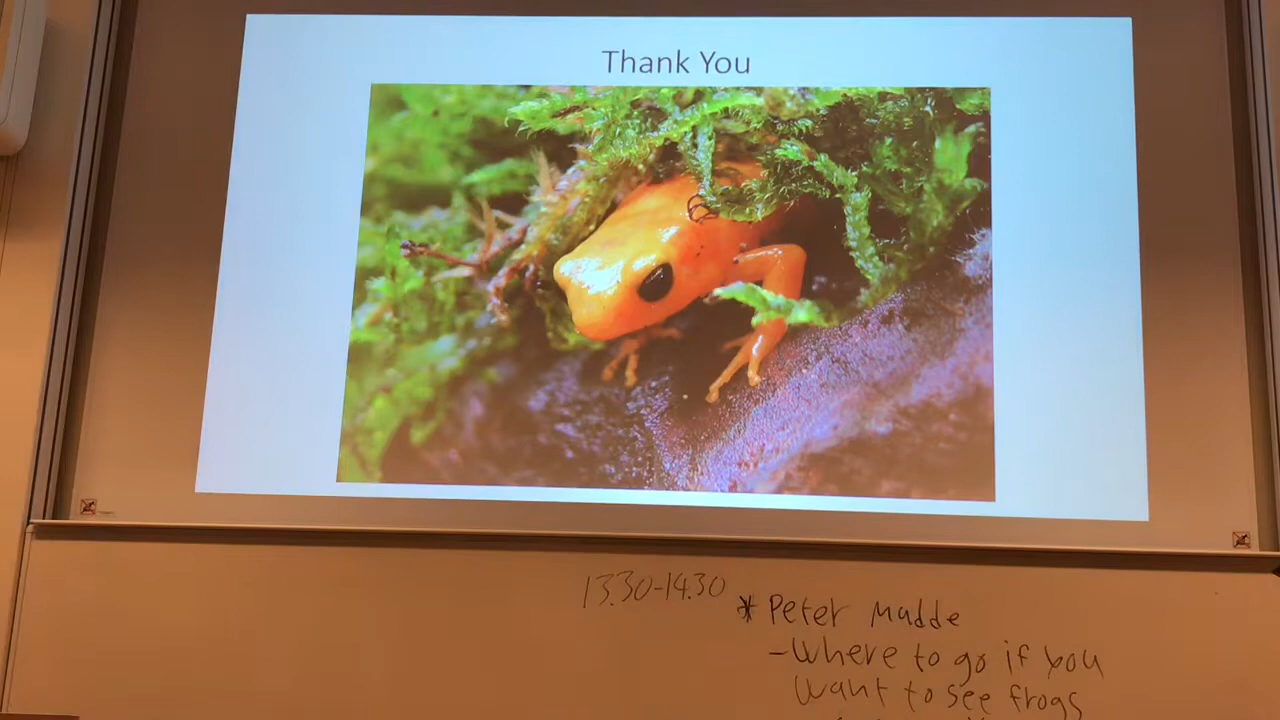 Thank You
13.30-14.30
* Peter Madde
- Where to go if you
want to see frogs